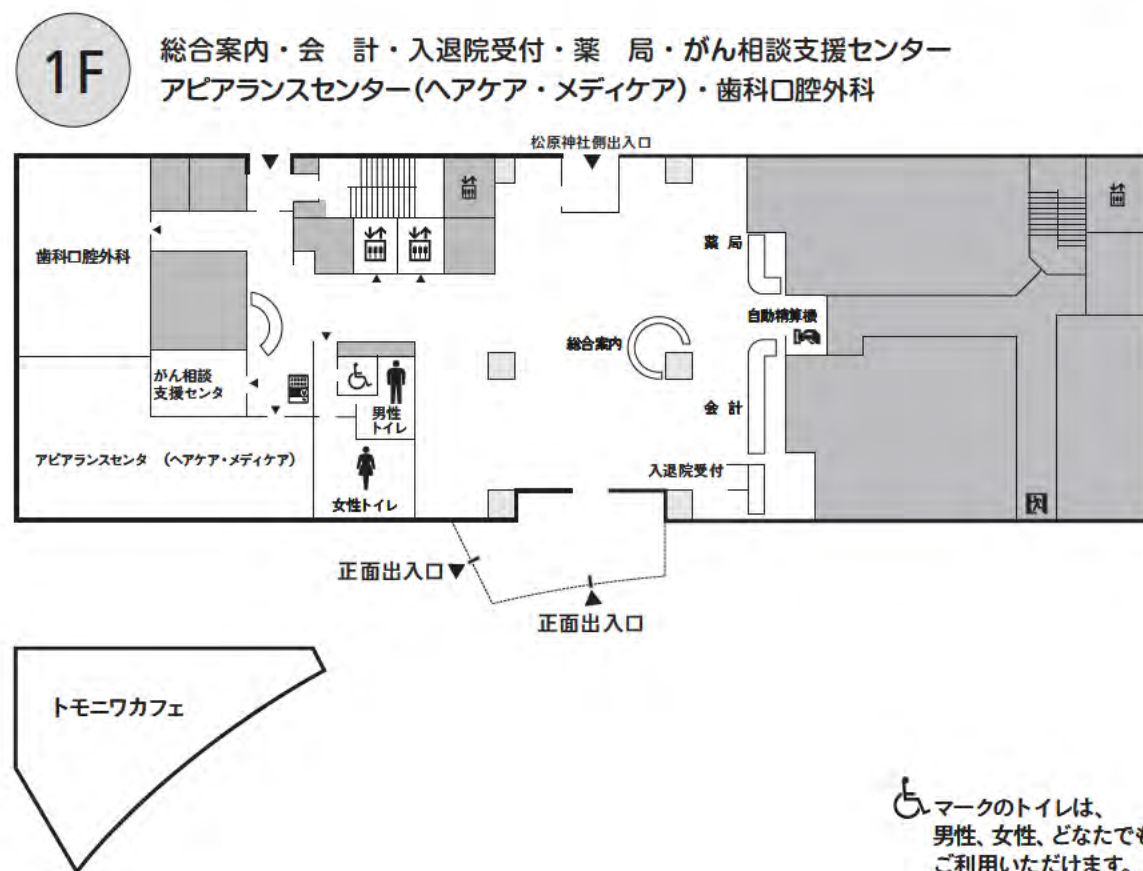 1F
総合案内・会　計・入退院受付・薬　局・がん相談支援センター
アピアランスセンター(ヘアケア・メディケア)・歯科口腔外科
松原神社側出入口
歯科口腔外科
薬 局
自動精算機
総合案内
がん相談
支援センタ
会 計
男性
トイレ
アピアランスセンタ （ヘアケア・メディケア）
入退院受付
女性トイレ
正面出入口
正面出入口
トモニワカフェ
マークのトイレは、
男性、女性、どなたでも
ご利用いただけます。